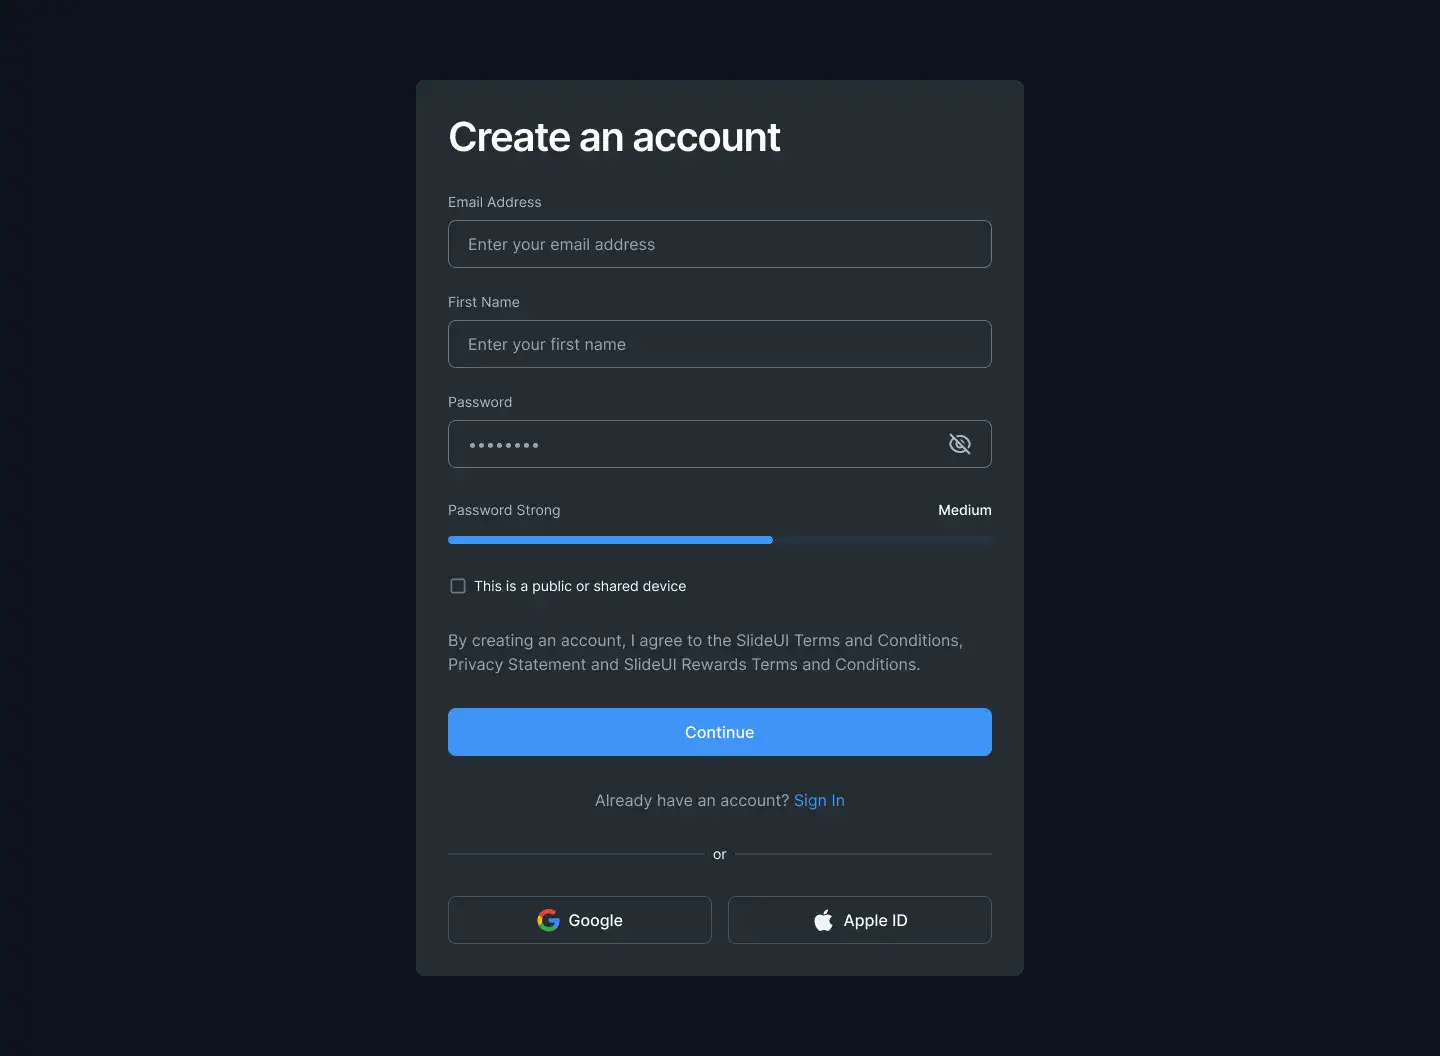 Create an account
Email Address
Enter your email address
First Name
Enter your first name
Password
••••••••
Password Strong
Medium
This is a public or shared device
By creating an account, I agree to the SlideUI Terms and Conditions,
Privacy Statement and SlideUI Rewards Terms and Conditions.
Continue
Already have an account? Sign In
or
Google
Apple ID